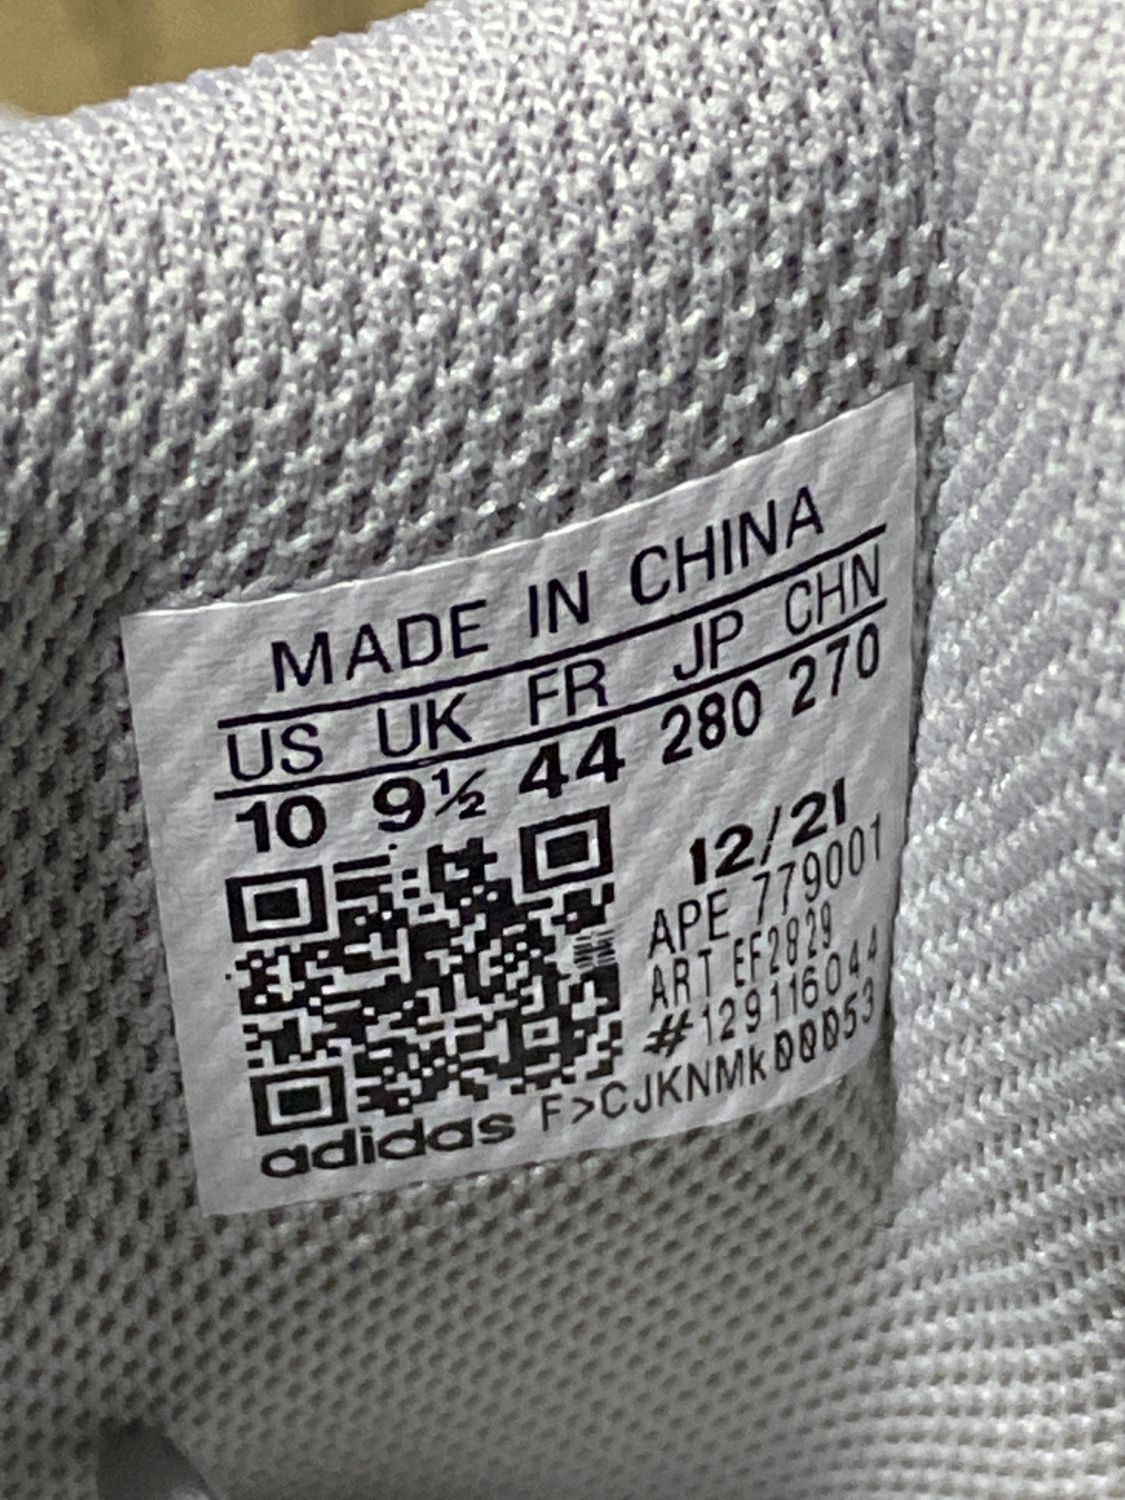 MADE IN CHINA
US UK FR JP CHN
10 9½ 44 280 270
12/21
APE 779001
ART EF2829
#129116044
F>CJKNMk00053
adidas